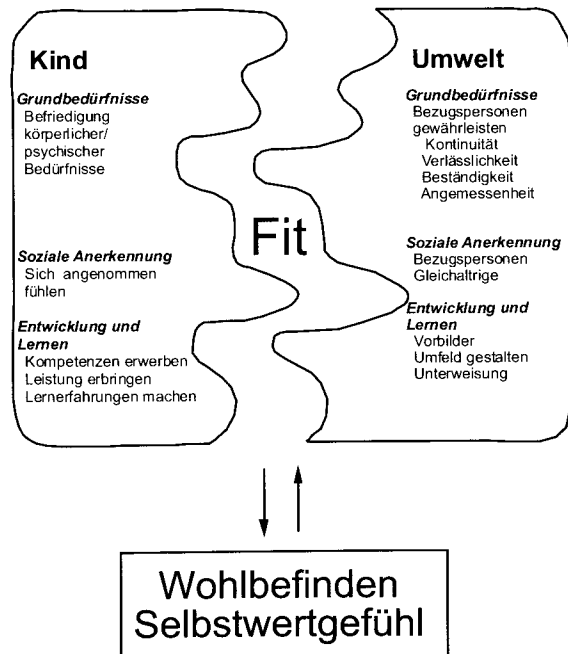 Kind
Grundbedürfnisse
Befriedigung
körperlicher/
psychischer
Bedürfnisse
Soziale Anerkennung
Sich angenommen
fühlen
Entwicklung und
Lernen
Kompetenzen erwerben
Leistung erbringen
Lernerfahrungen machen
Fit
Umwelt
Grundbedürfnisse
Bezugspersonen
gewährleisten
Kontinuität
Verlässlichkeit
Beständigkeit
Angemessenheit
Soziale Anerkennung
Bezugspersonen
Gleichaltrige
Entwicklung und
Lernen
Vorbilder
Umfeld gestalten
Unterweisung
Wohlbefinden
Selbstwertgefühl